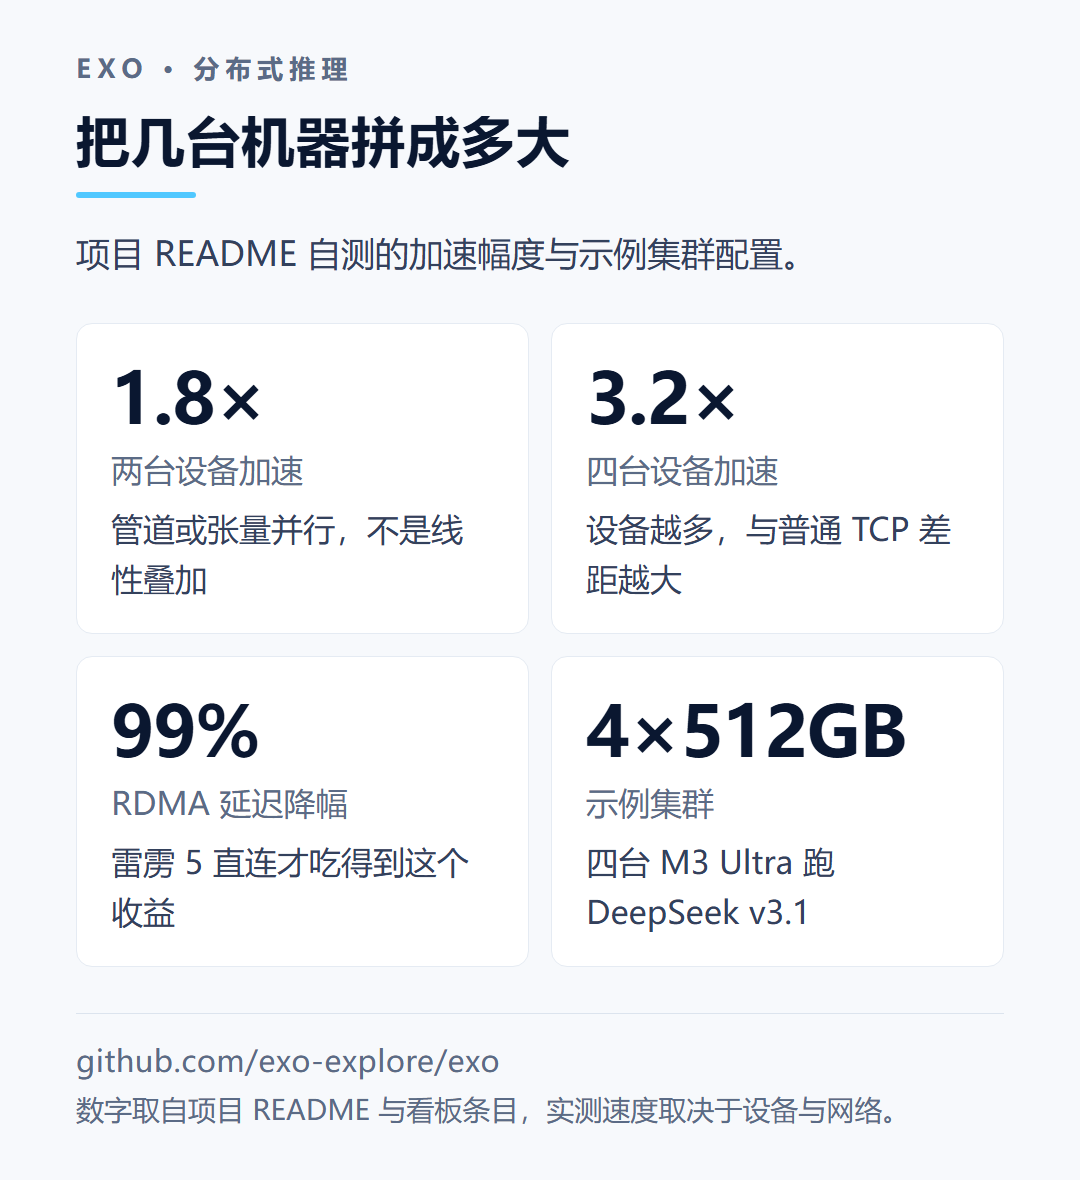 EXO • 分布式推理
把几台机器拼成多大
项目 README 自测的加速幅度与示例集群配置。
1.8×
两台设备加速
管道或张量并行，不是线
性叠加
3.2×
四台设备加速
设备越多，与普通 TCP 差
距越大
99%
RDMA 延迟降幅
雷雳 5 直连才吃得到这个
收益
4×512GB
示例集群
四台 M3 Ultra 跑
DeepSeek v3.1
github.com/exo-explore/exo
数字取自项目 README 与看板条目，实测速度取决于设备与网络。